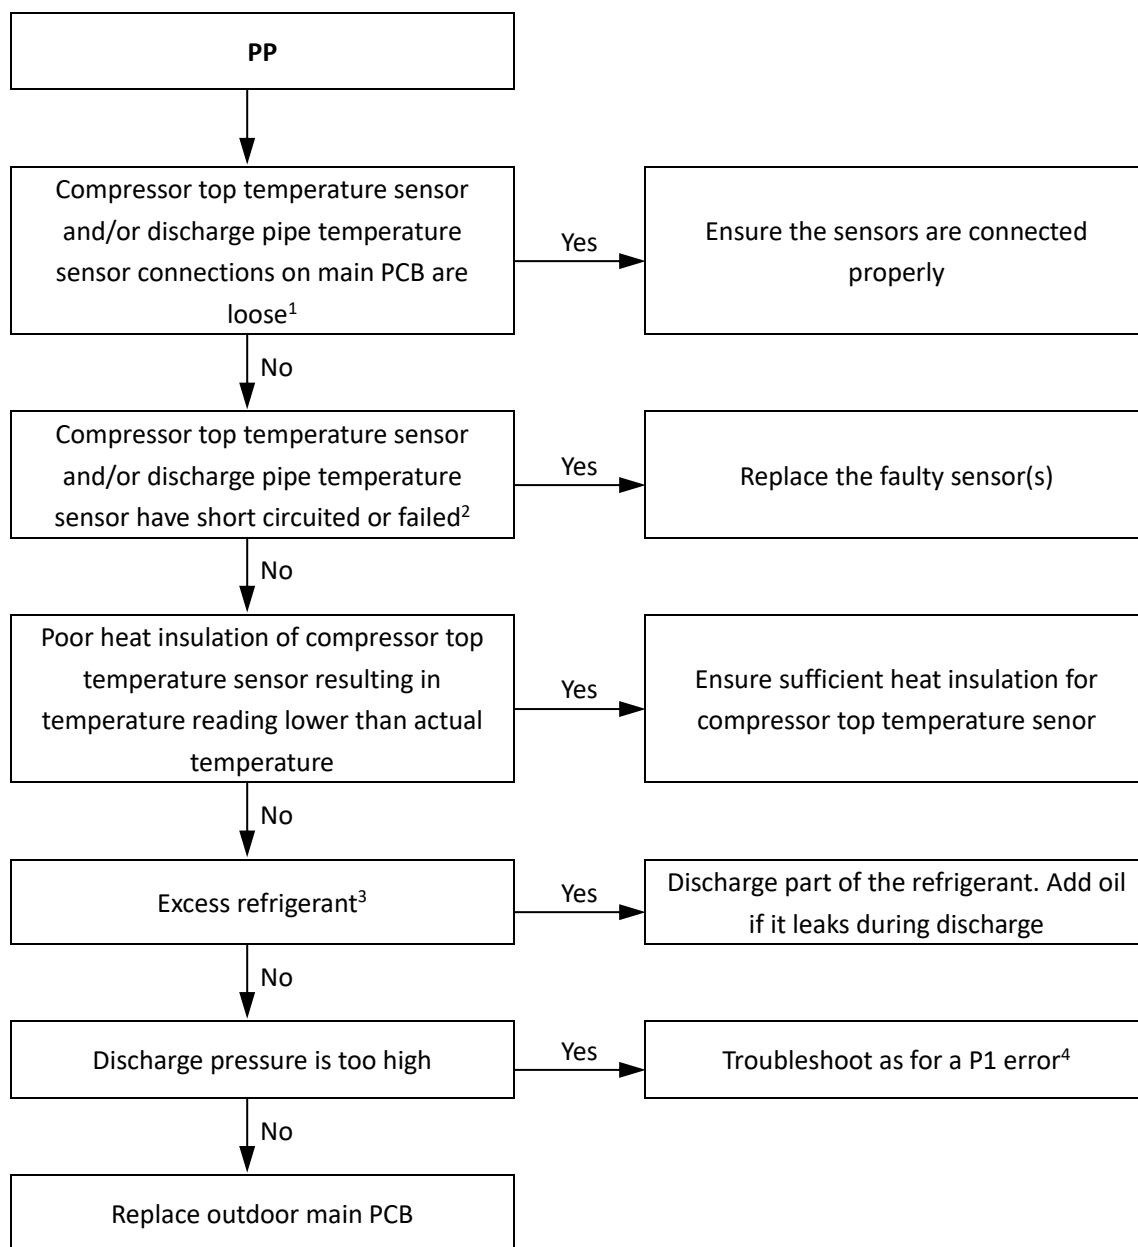 PP
Compressor top temperature sensor
and/or discharge pipe temperature
sensor connections on main PCB are
loose¹
Yes
Ensure the sensors are connected
properly
No
Compressor top temperature sensor
and/or discharge pipe temperature
sensor have short circuited or failed²
Yes
Replace the faulty sensor(s)
No
Poor heat insulation of compressor top
temperature sensor resulting in
temperature reading lower than actual
temperature
Yes
Ensure sufficient heat insulation for
compressor top temperature senor
No
Excess refrigerant³
Yes
Discharge part of the refrigerant. Add oil
if it leaks during discharge
No
Discharge pressure is too high
Yes
Troubleshoot as for a P1 error⁴
No
Replace outdoor main PCB